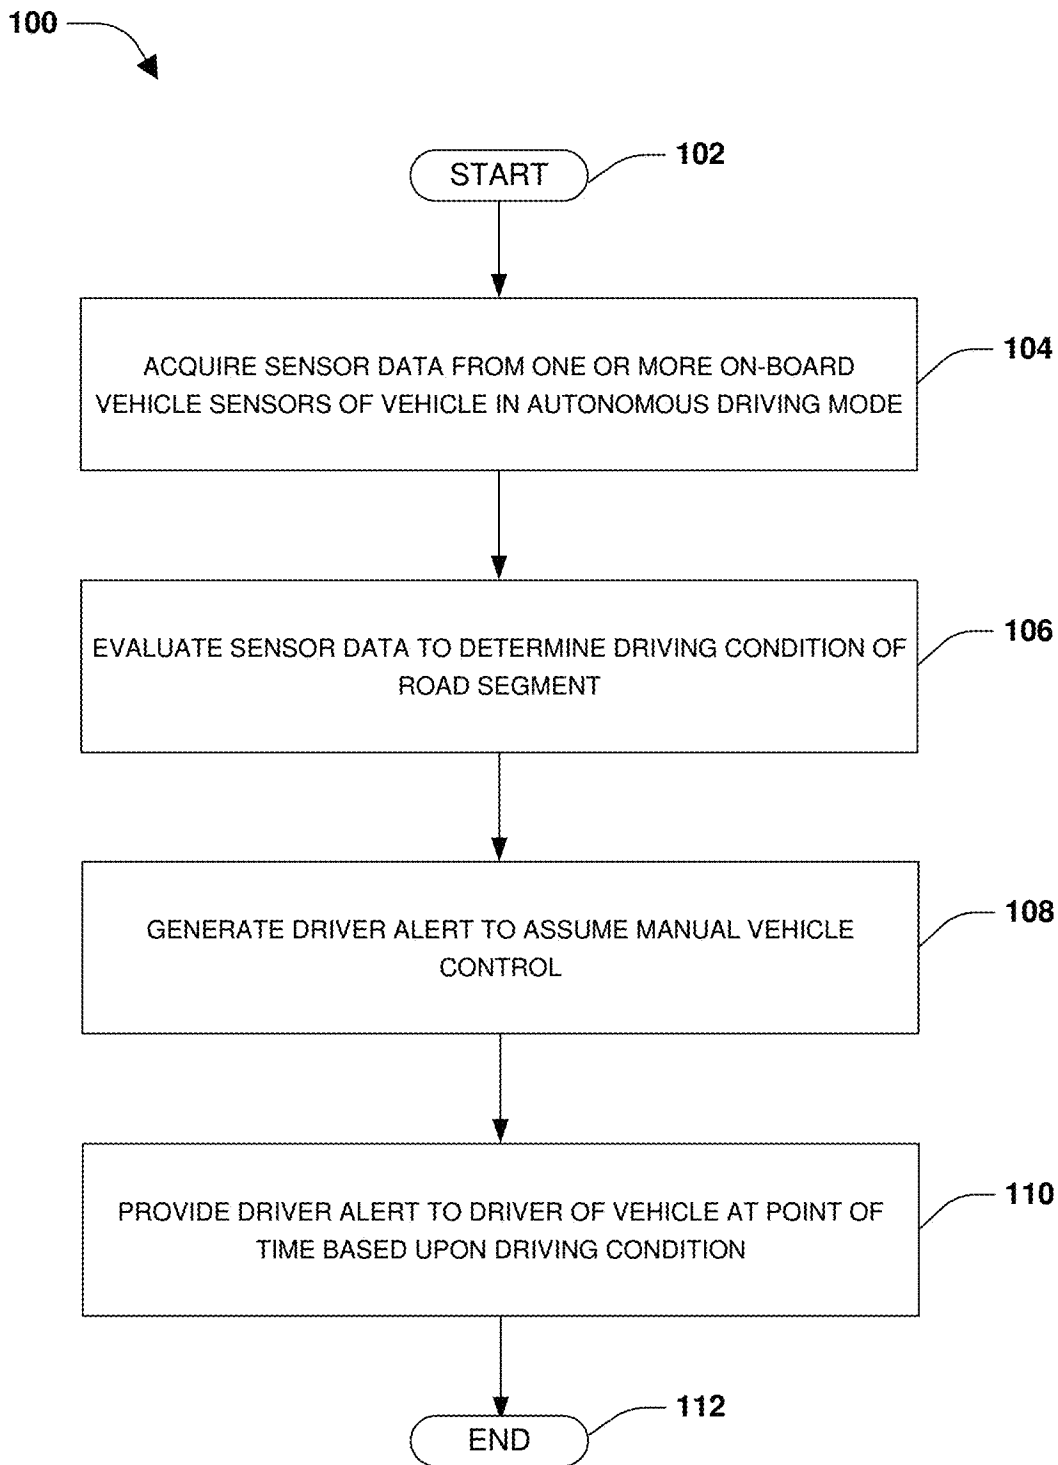 100
START
102
ACQUIRE SENSOR DATA FROM ONE OR MORE ON-BOARD
VEHICLE SENSORS OF VEHICLE IN AUTONOMOUS DRIVING MODE
104
EVALUATE SENSOR DATA TO DETERMINE DRIVING CONDITION OF
ROAD SEGMENT
106
GENERATE DRIVER ALERT TO ASSUME MANUAL VEHICLE
CONTROL
108
PROVIDE DRIVER ALERT TO DRIVER OF VEHICLE AT POINT OF
TIME BASED UPON DRIVING CONDITION
110
END
112